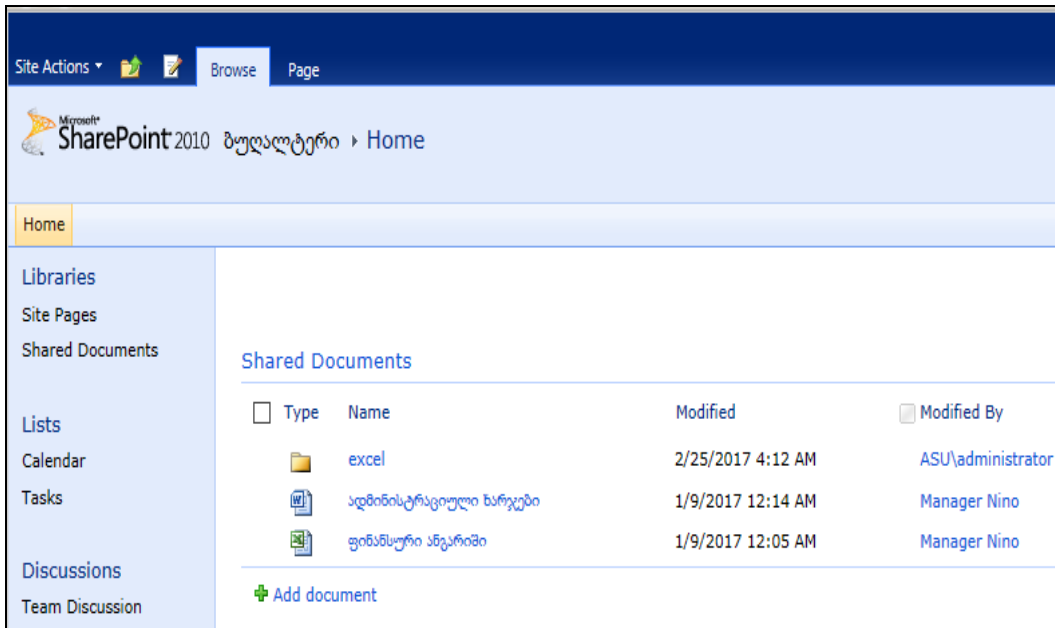 Site Actions Browse Page
Microsoft®
SharePoint 2010 ბუღალტერი Home
Home
Libraries
Site Pages
Shared Documents
Lists
Calendar
Tasks
Discussions
Team Discussion
Shared Documents
Type Name Modified Modified By
excel 2/25/2017 4:12 AM ASU\administrator
ადმინისტრაციული ხარჯები 1/9/2017 12:14 AM Manager Nino
ფინანსური ანგარიში 1/9/2017 12:05 AM Manager Nino
Add document